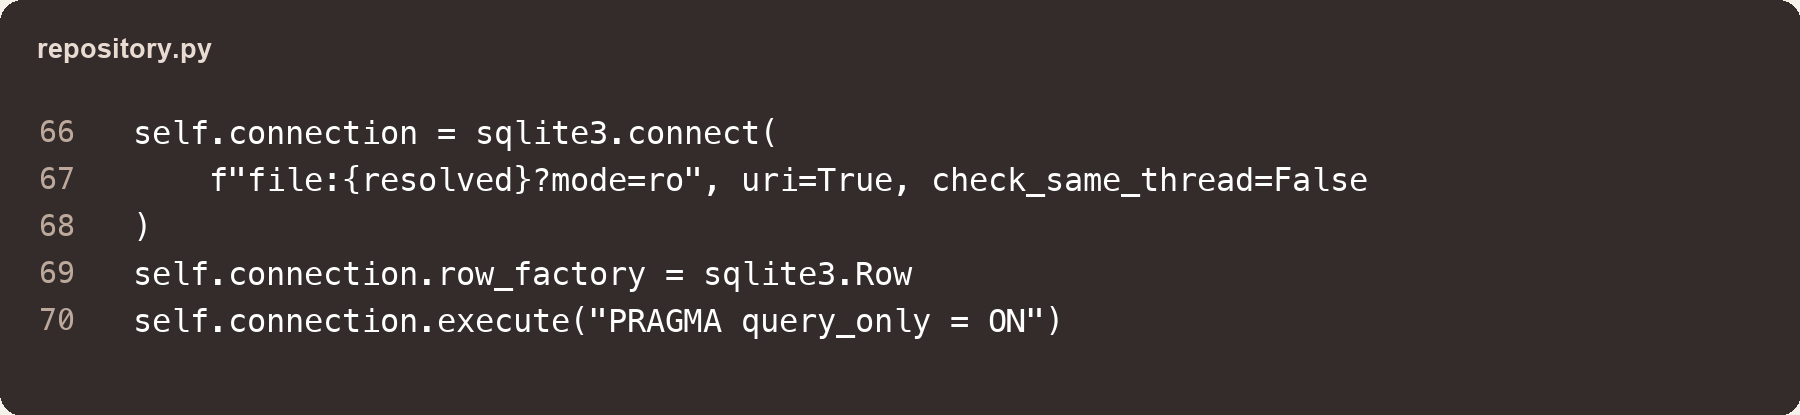 repository.py
66 self.connection = sqlite3.connect(
67     f"file:{resolved}?mode=ro", uri=True, check_same_thread=False
68 )
69 self.connection.row_factory = sqlite3.Row
70 self.connection.execute("PRAGMA query_only = ON")